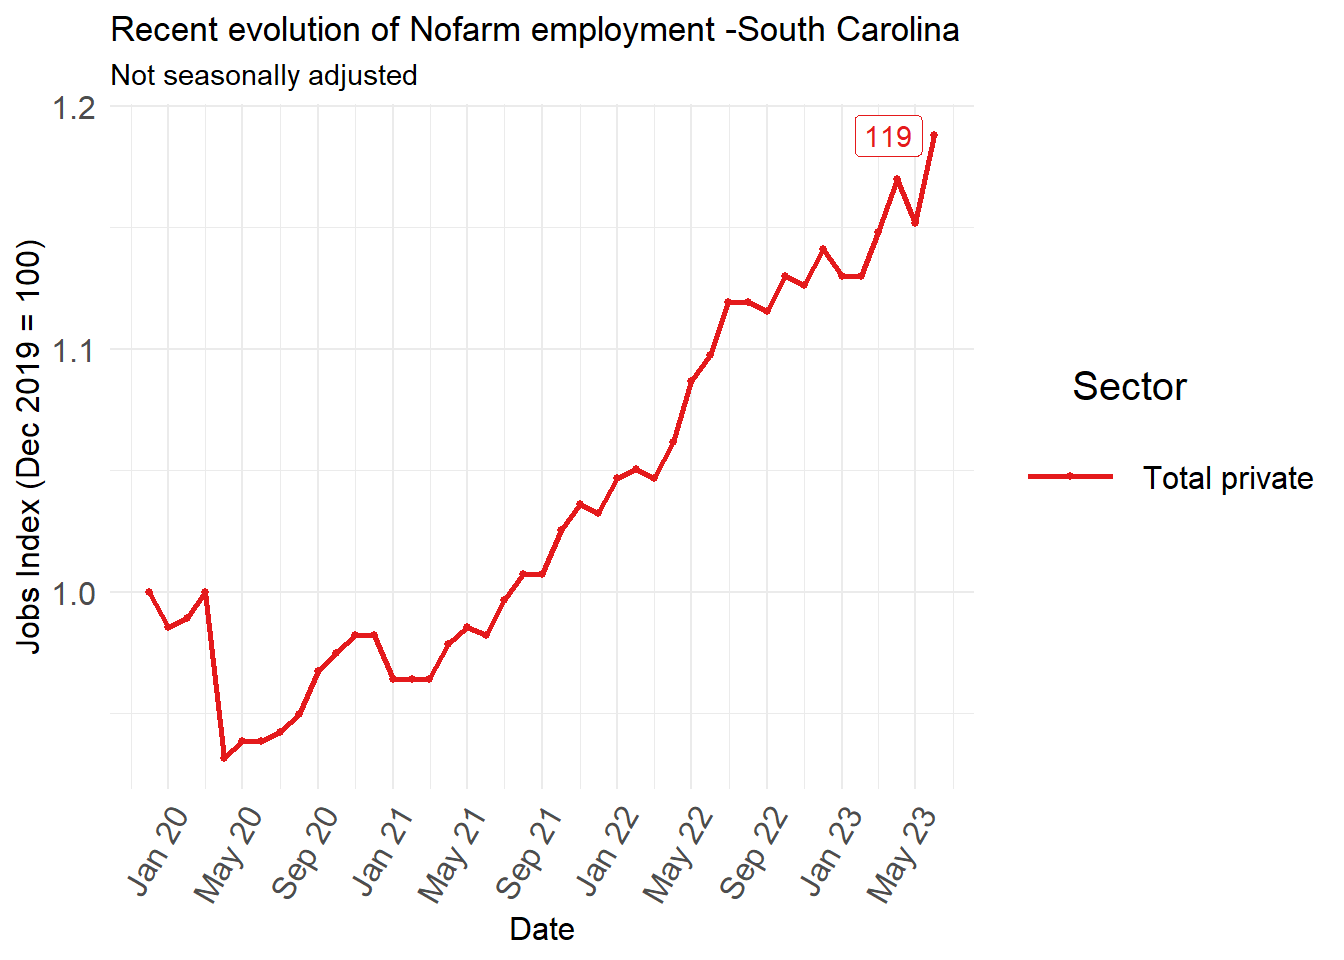 Recent evolution of Nofarm employment -South Carolina
Not seasonally adjusted
1.2
1.1
1.0
Jobs Index (Dec 2019 = 100)
119
Jan 20
May 20
Sep 20
Jan 21
May 21
Sep 21
Jan 22
May 22
Sep 22
Jan 23
May 23
Date
Sector
Total private